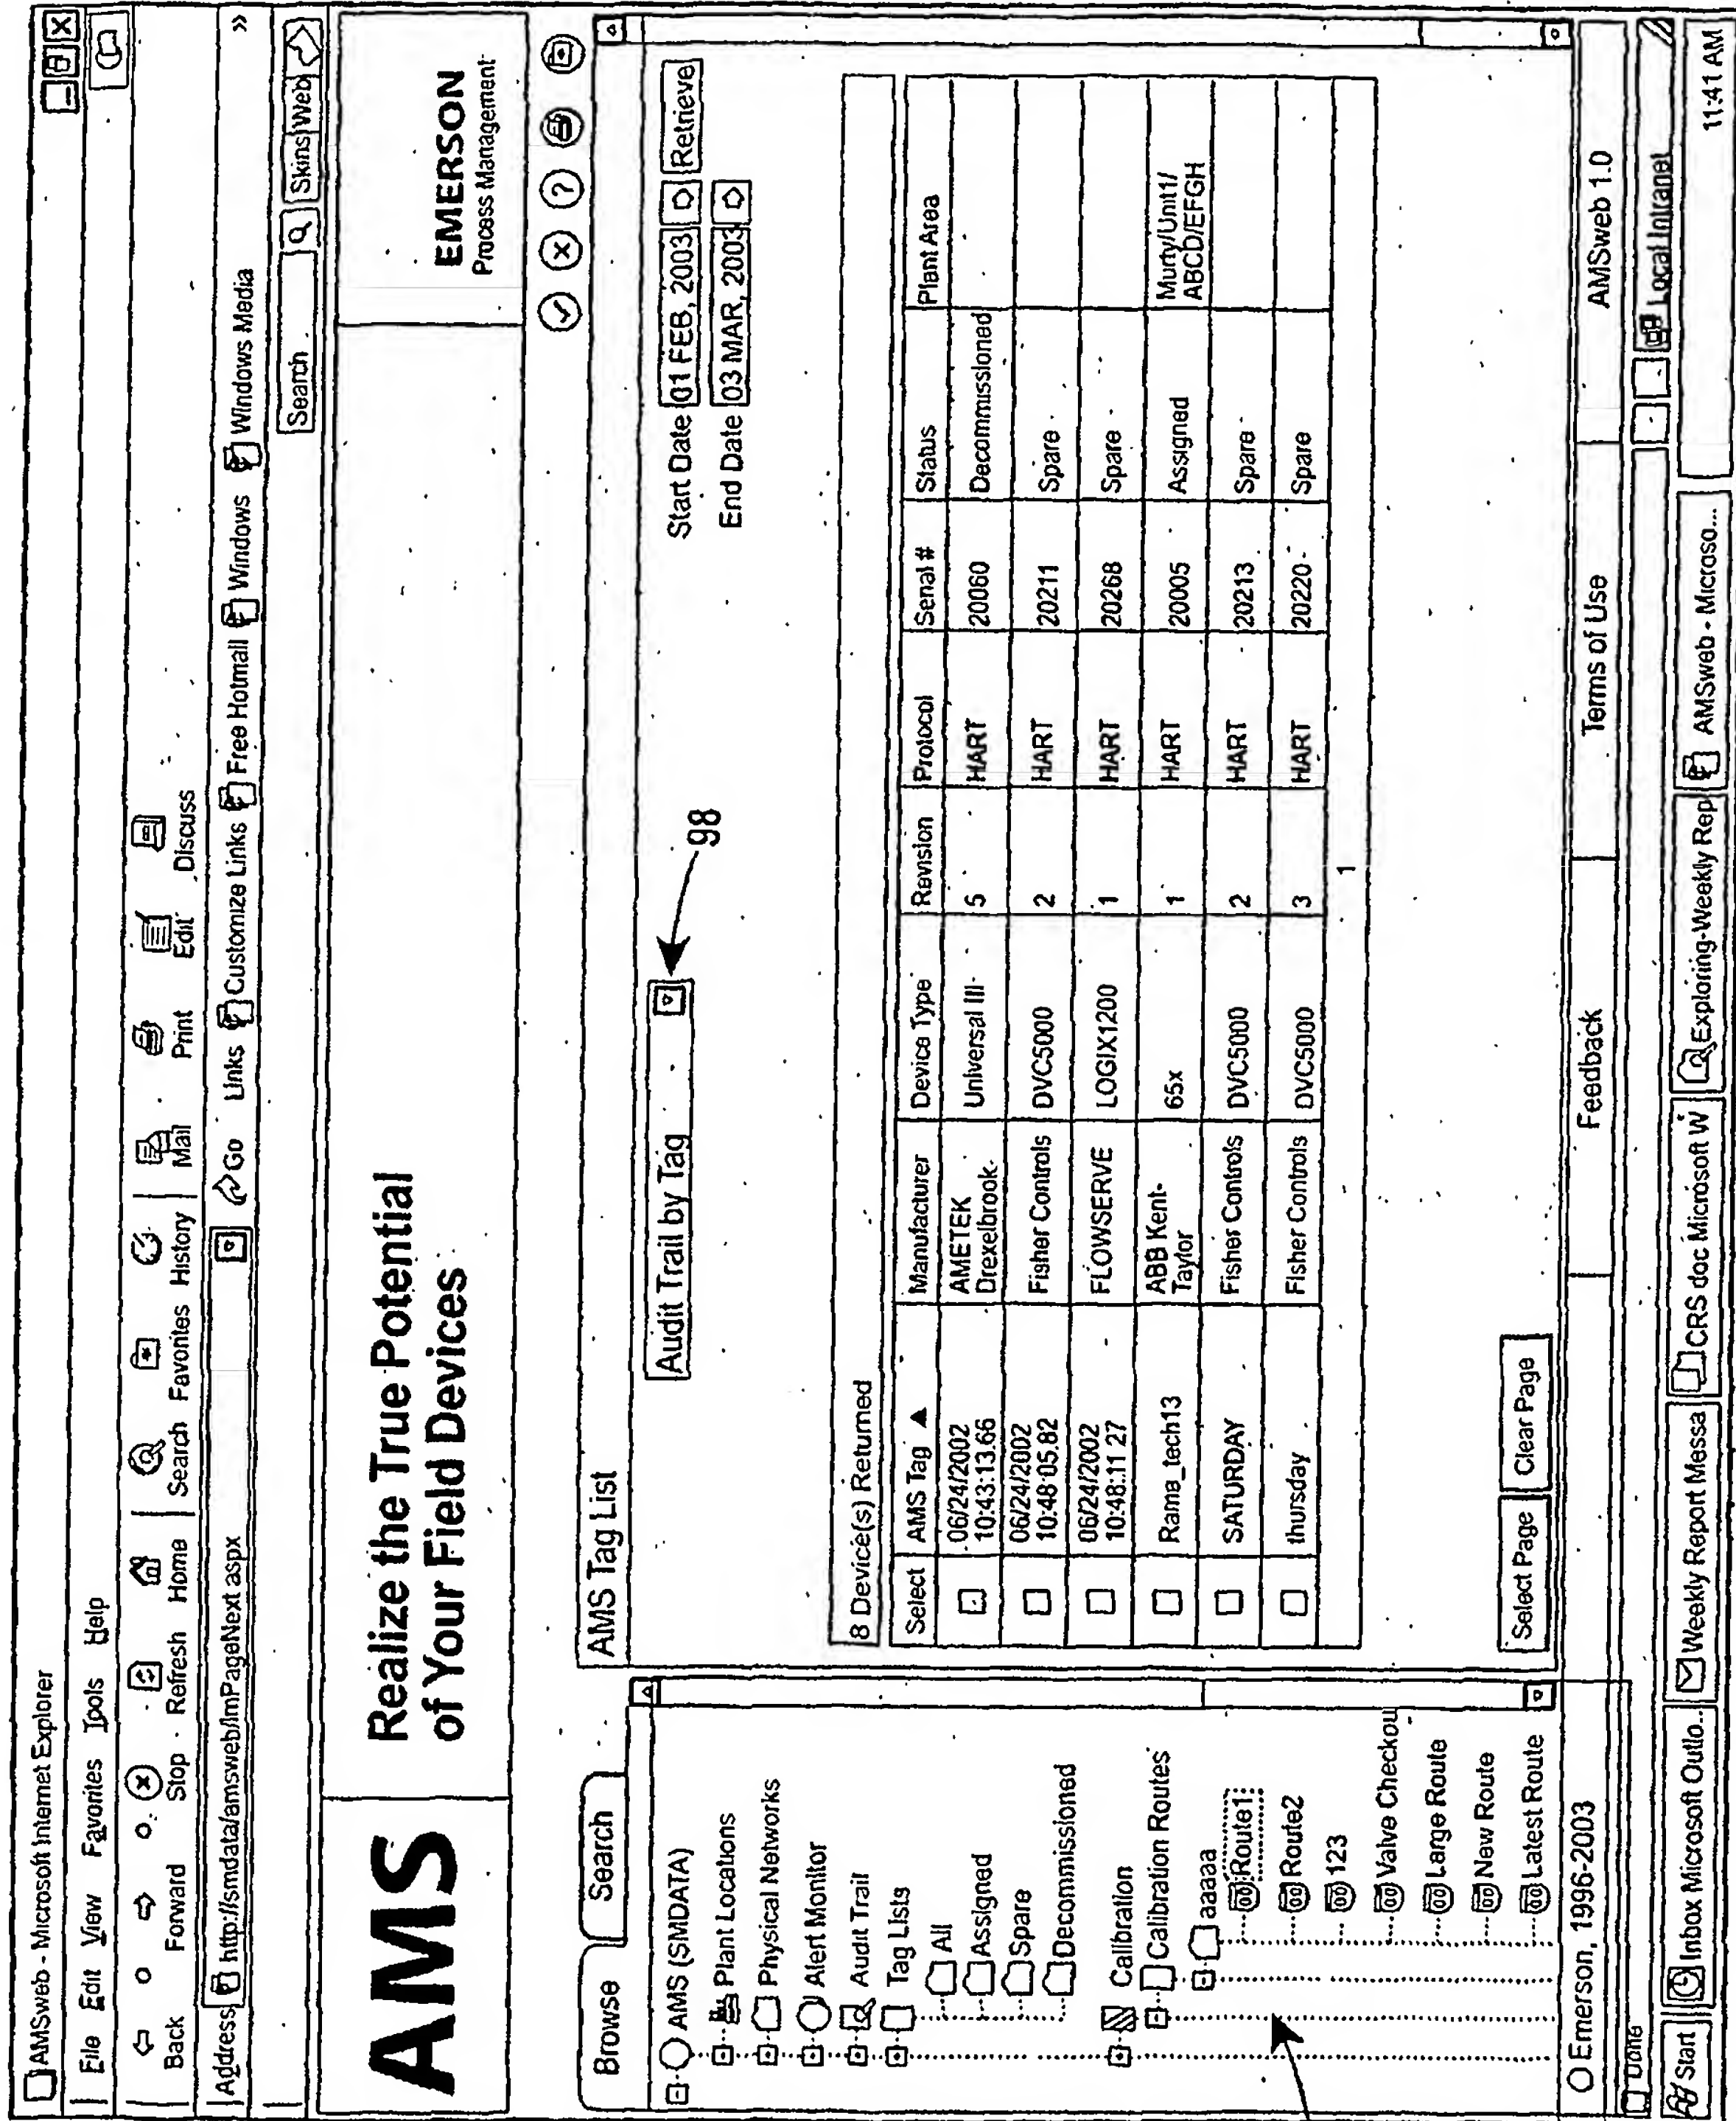 AMSweb - Microsoft Internet Explorer
File Edit View Favorites Tools Help
Back Forward Stop Refresh Home Search Favorites History Mail Print Edit Discuss
Address http://smdata/amsweb/ImPageNext aspx Go Links Customize Links Free Hotmail Windows Windows Media »
Search Skins Web
AMS
Realize the True Potential
of Your Field Devices
EMERSON
Process Management
Browse Search
AMS (SMDATA)
Plant Locations
Physical Networks
Alert Monitor
Audit Trail
Tag Lists
All
Assigned
Spare
Decommissioned
Calibration
Calibration Routes
aaaaa
Route1
Route2
123
Valve Checkou
Large Route
New Route
Latest Route
AMS Tag List
Audit Trail by Tag
98
Start Date 01 FEB, 2003 Retrieve
End Date 03 MAR, 2003
8 Device(s) Returned
Select AMS Tag ▲ Manufacturer Device Type Revision Protocol Serial # Status Plant Area
06/24/2002 10:43:13.66 AMETEK Drexelbrook Universal III 5 HART 20060 Decommissioned
06/24/2002 10:48:05.82 Fisher Controls DVC5000 2 HART 20211 Spare
06/24/2002 10:48:11 27 FLOWSERVE LOGIX1200 1 HART 20268 Spare
Rama_tech13 ABB Kent-Taylor 65x 1 HART 20005 Assigned Murty/Unit1/ABCD/EFGH
SATURDAY Fisher Controls DVC5000 2 HART 20213 Spare
thursday Fisher Controls DVC5000 3 HART 20220 Spare
1
Select Page Clear Page
Emerson, 1996-2003 Feedback Terms of Use AMSweb 1.0
Done Local Intranet
Start Inbox Microsoft Outlo.. Weekly Report Messa CRS doc Microsoft W Exploring-Weekly Rep AMSweb - Microso... 11:41 AM